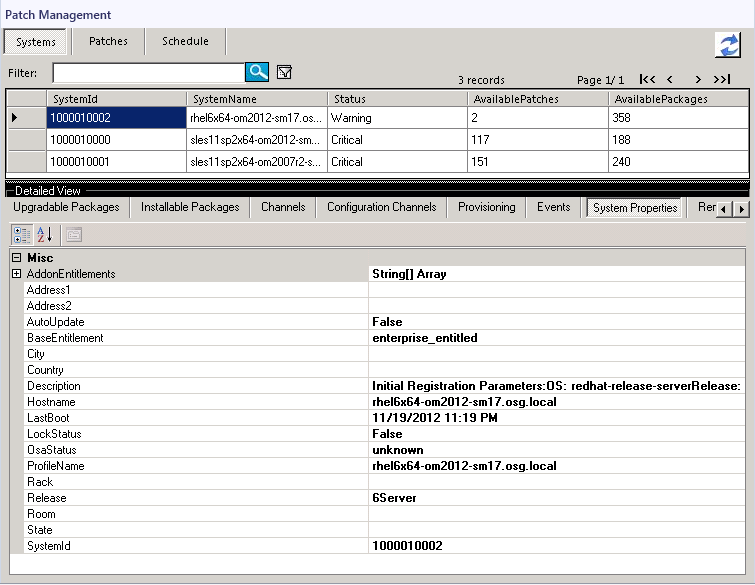 Patch Management
Systems Patches Schedule
Filter: 3 records Page 1/ 1 |<< < > >>|
SystemId SystemName Status AvailablePatches AvailablePackages
1000010002 rhel6x64-om2012-sm17.os... Warning 2 358
1000010000 sles11sp2x64-om2012-sm... Critical 117 188
1000010001 sles11sp2x64-om2007r2-s... Critical 151 240
Detailed View
Upgradable Packages Installable Packages Channels Configuration Channels Provisioning Events System Properties Rer
Misc
AddonEntitlements String[] Array
Address1
Address2
AutoUpdate False
BaseEntitlement enterprise_entitled
City
Country
Description Initial Registration Parameters:OS: redhat-release-serverRelease:
Hostname rhel6x64-om2012-sm17.osg.local
LastBoot 11/19/2012 11:19 PM
LockStatus False
OsaStatus unknown
ProfileName rhel6x64-om2012-sm17.osg.local
Rack
Release 6Server
Room
State
SystemId 1000010002